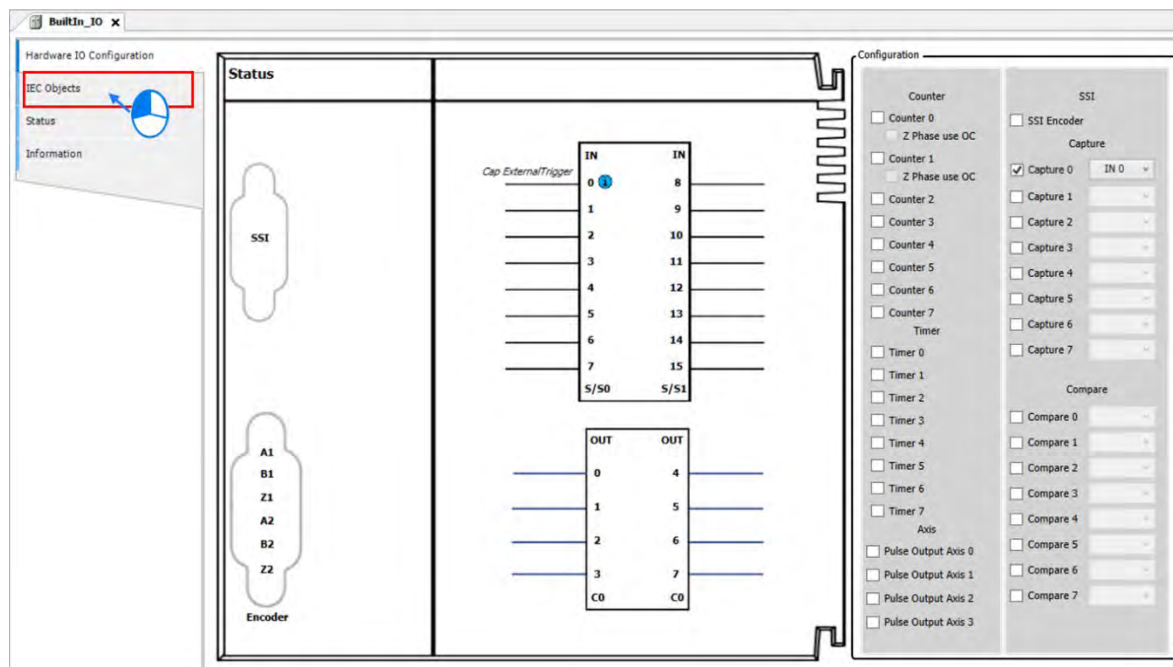 BuiltIn_IO
Hardware IO Configuration
IEC Objects
Status
Information
Status
SSI
A1
B1
Z1
A2
B2
Z2
Encoder
Cap ExternalTrigger
IN IN
0 i 8
1 9
2 10
3 11
4 12
5 13
6 14
7 15
S/S0 S/S1
OUT OUT
0 4
1 5
2 6
3 7
C0 C0
Configuration
Counter
Counter 0
Z Phase use OC
Counter 1
Z Phase use OC
Counter 2
Counter 3
Counter 4
Counter 5
Counter 6
Counter 7
Timer
Timer 0
Timer 1
Timer 2
Timer 3
Timer 4
Timer 5
Timer 6
Timer 7
Axis
Pulse Output Axis 0
Pulse Output Axis 1
Pulse Output Axis 2
Pulse Output Axis 3
SSI
SSI Encoder
Capture
Capture 0 IN 0
Capture 1
Capture 2
Capture 3
Capture 4
Capture 5
Capture 6
Capture 7
Compare
Compare 0
Compare 1
Compare 2
Compare 3
Compare 4
Compare 5
Compare 6
Compare 7